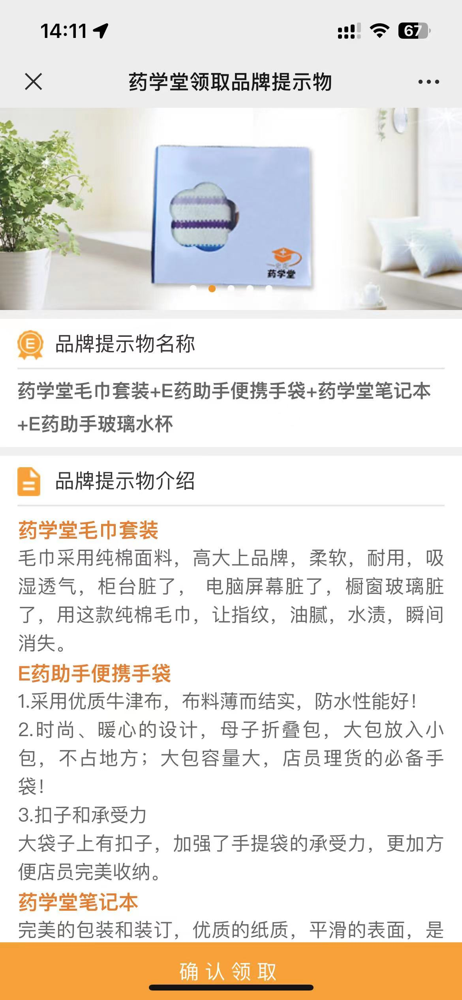 14:11
67
药学堂领取品牌提示物
药学堂
E
品牌提示物名称
药学堂毛巾套装+E药助手便携手袋+药学堂笔记本
+E药助手玻璃水杯
品牌提示物介绍
药学堂毛巾套装
毛巾采用纯棉面料，高大上品牌，柔软，耐用，吸
湿透气，柜台脏了， 电脑屏幕脏了，橱窗玻璃脏
了，用这款纯棉毛巾，让指纹，油腻，水渍，瞬间
消失。
E药助手便携手袋
1.采用优质牛津布，布料薄而结实，防水性能好！
2.时尚、暖心的设计，母子折叠包，大包放入小
包，不占地方；大包容量大，店员理货的必备手
袋！
3.扣子和承受力
大袋子上有扣子，加强了手提袋的承受力，更加方
便店员完美收纳。
药学堂笔记本
完美的包装和装订，优质的纸质，平滑的表面，是
确认领取